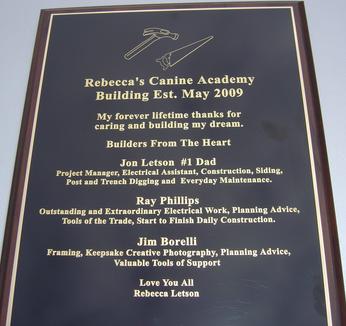 Rebecca's Canine Academy
Building Est. May 2009
My forever lifetime thanks for
caring and building my dream.
Builders From The Heart
Jon Letson #1 Dad
Project Manager, Electrical Assistant, Construction, Siding,
Post and Trench Digging and Everyday Maintenance.
Ray Phillips
Outstanding and Extraordinary Electrical Work, Planning Advice,
Tools of the Trade, Start to Finish Daily Construction.
Jim Borelli
Framing, Keepsake Creative Photography, Planning Advice,
Valuable Tools of Support
Love You All
Rebecca Letson